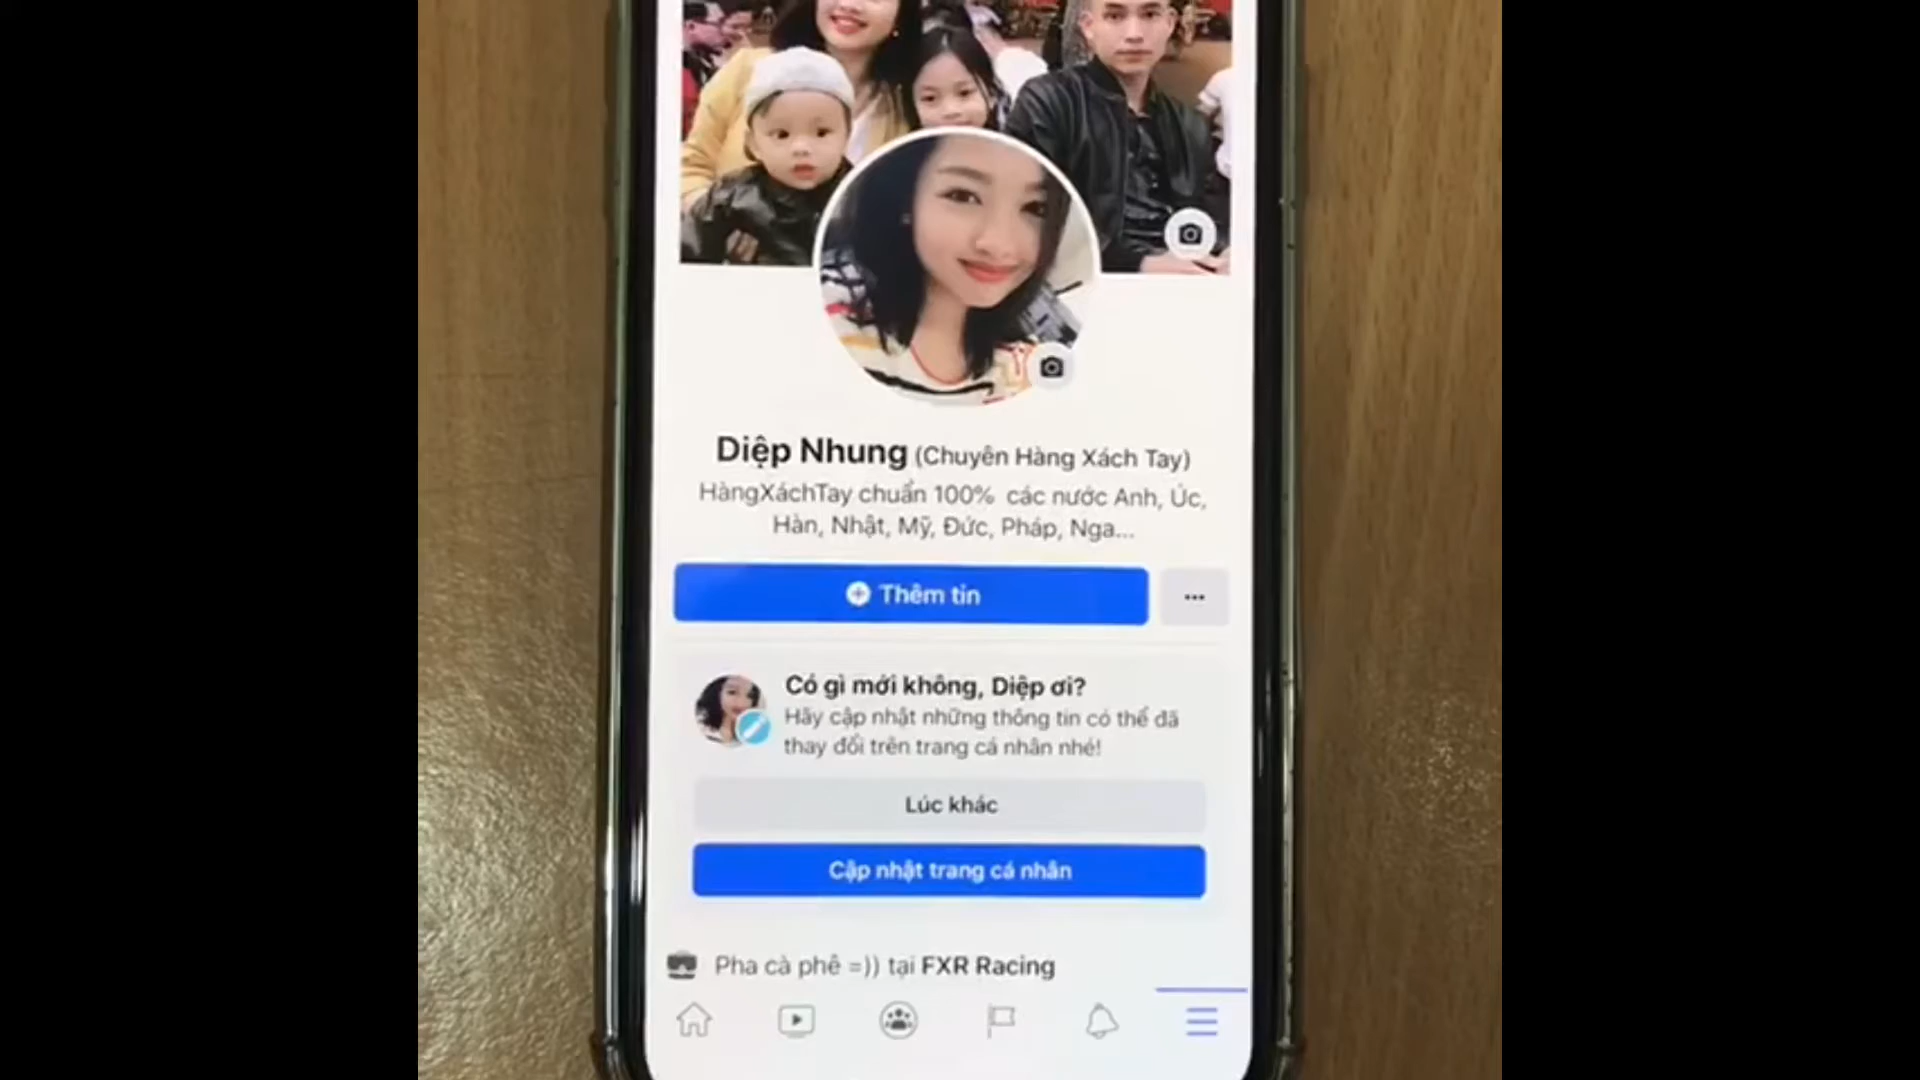 Diệp Nhung (Chuyên Hàng Xách Tay)
HàngXáchTay chuẩn 100% các nước Anh, Úc,
Hàn, Nhật, Mỹ, Đức, Pháp, Nga...
Thêm tin
Có gì mới không, Diệp ơi?
Hãy cập nhật những thông tin có thể đã
thay đổi trên trang cá nhân nhé!
Lúc khác
Cập nhật trang cá nhân
Pha cà phê =)) tại FXR Racing